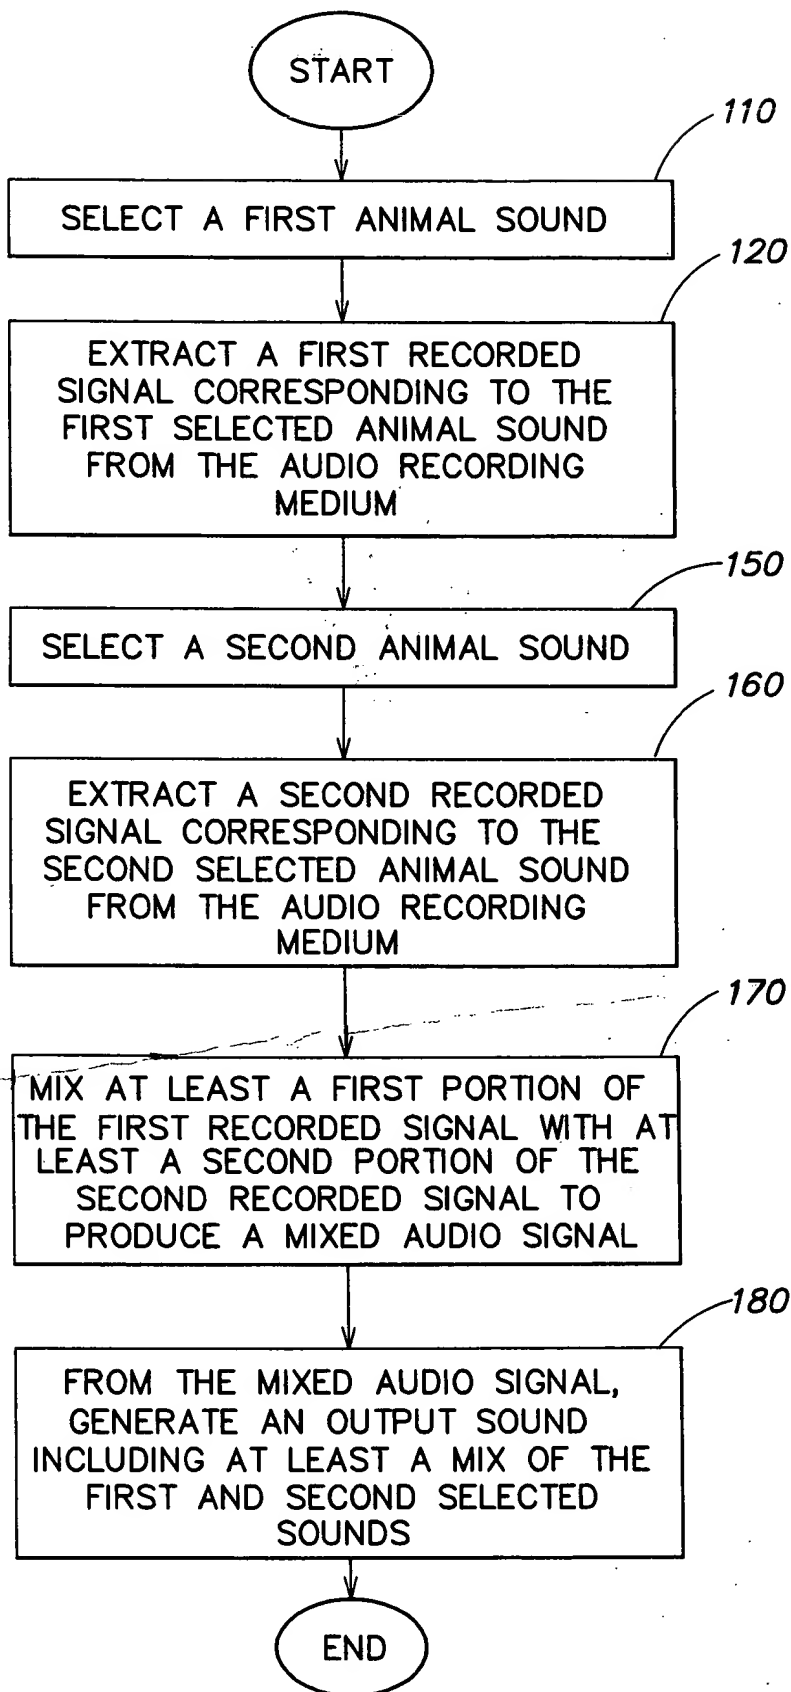 START
110
SELECT A FIRST ANIMAL SOUND
120
EXTRACT A FIRST RECORDED
SIGNAL CORRESPONDING TO THE
FIRST SELECTED ANIMAL SOUND
FROM THE AUDIO RECORDING
MEDIUM
150
SELECT A SECOND ANIMAL SOUND
160
EXTRACT A SECOND RECORDED
SIGNAL CORRESPONDING TO THE
SECOND SELECTED ANIMAL SOUND
FROM THE AUDIO RECORDING
MEDIUM
170
MIX AT LEAST A FIRST PORTION OF
THE FIRST RECORDED SIGNAL WITH AT
LEAST A SECOND PORTION OF THE
SECOND RECORDED SIGNAL TO
PRODUCE A MIXED AUDIO SIGNAL
180
FROM THE MIXED AUDIO SIGNAL,
GENERATE AN OUTPUT SOUND
INCLUDING AT LEAST A MIX OF THE
FIRST AND SECOND SELECTED
SOUNDS
END